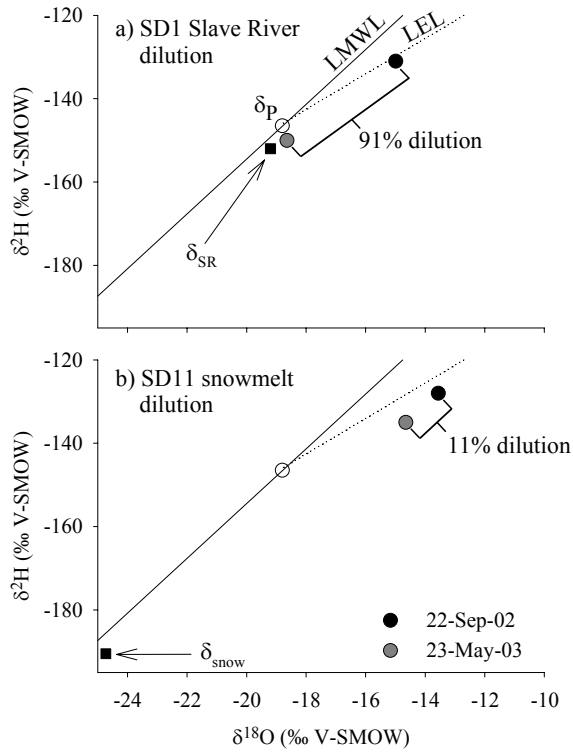 a) SD1 Slave River
dilution
LMWL
LEL
δP
91% dilution
δSR
-120
-140
-160
-180
δ²H (‰ V-SMOW)
b) SD11 snowmelt
dilution
11% dilution
δsnow
22-Sep-02
23-May-03
-120
-140
-160
-180
δ²H (‰ V-SMOW)
-24 -22 -20 -18 -16 -14 -12 -10
δ¹⁸O (‰ V-SMOW)